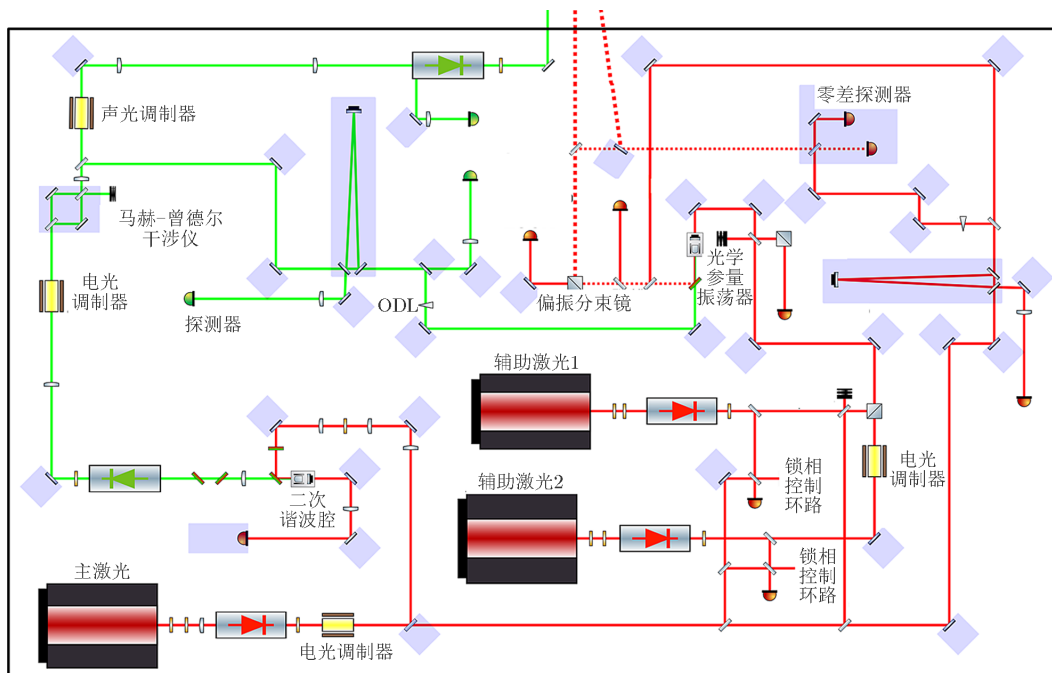 声光调制器
零差探测器
马赫-曾德尔
干涉仪
光学
参量
振荡器
电光
调制器
探测器
ODL
偏振分束镜
辅助激光1
辅助激光2
锁相
控制
环路
电光
调制器
二次
谐波腔
锁相
控制
环路
主激光
电光调制器